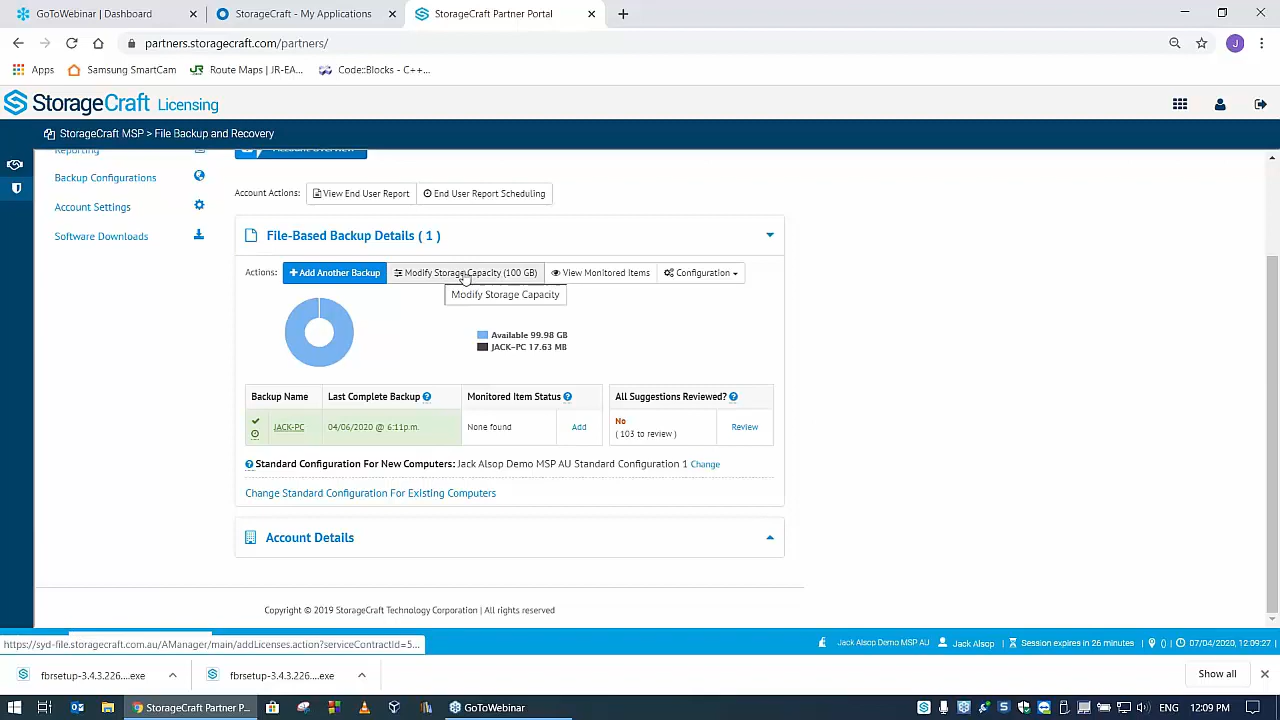 GoToWebinar | Dashboard
StorageCraft - My Applications
StorageCraft Partner Portal
partners.storagecraft.com/partners/
J
Apps
Samsung SmartCam
Route Maps | JR-EA...
Code::Blocks - C++...
StorageCraft Licensing
StorageCraft MSP > File Backup and Recovery
Reporting
Backup Configurations
Account Settings
Software Downloads
Account Overview
Account Actions:
View End User Report
End User Report Scheduling
File-Based Backup Details ( 1 )
Actions:
+Add Another Backup
Modify Storage Capacity (100 GB)
View Monitored Items
Configuration
Modify Storage Capacity
Available 99.98 GB
JACK-PC 17.63 MB
Backup Name
Last Complete Backup
Monitored Item Status
All Suggestions Reviewed?
JACK-PC
04/06/2020 @ 6:11p.m.
None found
Add
No
( 103 to review )
Review
Standard Configuration For New Computers: Jack Alsop Demo MSP AU Standard Configuration 1 Change
Change Standard Configuration For Existing Computers
Account Details
Copyright © 2019 StorageCraft Technology Corporation | All rights reserved
https://syd-file.storagecraft.com.au/AManager/main/addLicenses.action?serviceContractId=5...
Jack Alsop Demo MSP AU
Jack Alsop
Session expires in 26 minutes
()
07/04/2020, 12:09:27
fbrsetup-3.4.3.226....exe
fbrsetup-3.4.3.226....exe
Show all
StorageCraft Partner P...
GoToWebinar
ENG
12:09 PM